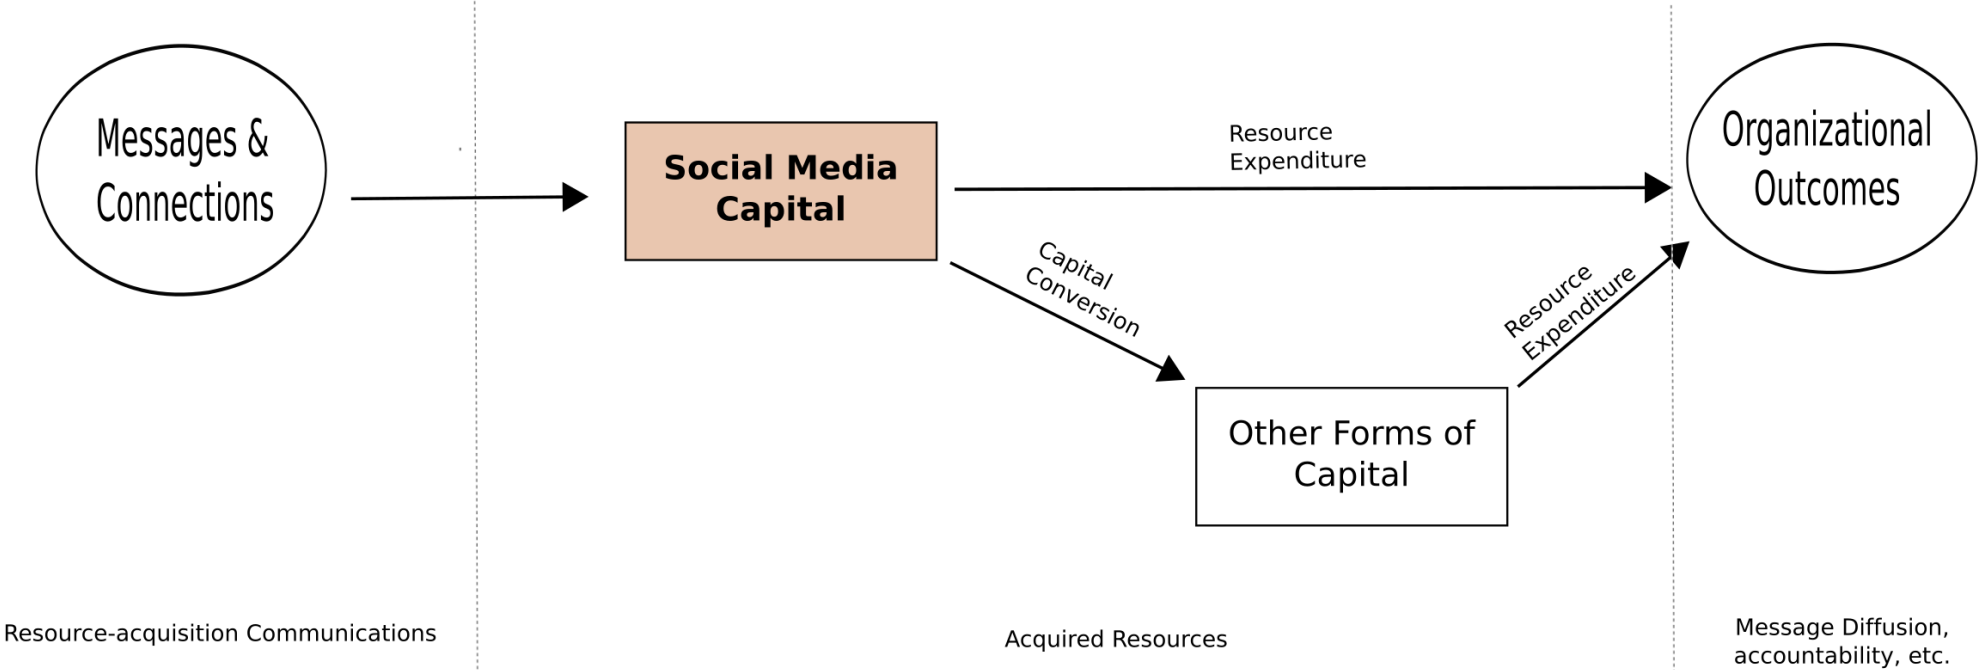 Messages &
Connections
Social Media
Capital
Resource
Expenditure
Organizational
Outcomes
Capital
Conversion
Resource
Expenditure
Other Forms of
Capital
Resource-acquisition Communications
Acquired Resources
Message Diffusion,
accountability, etc.